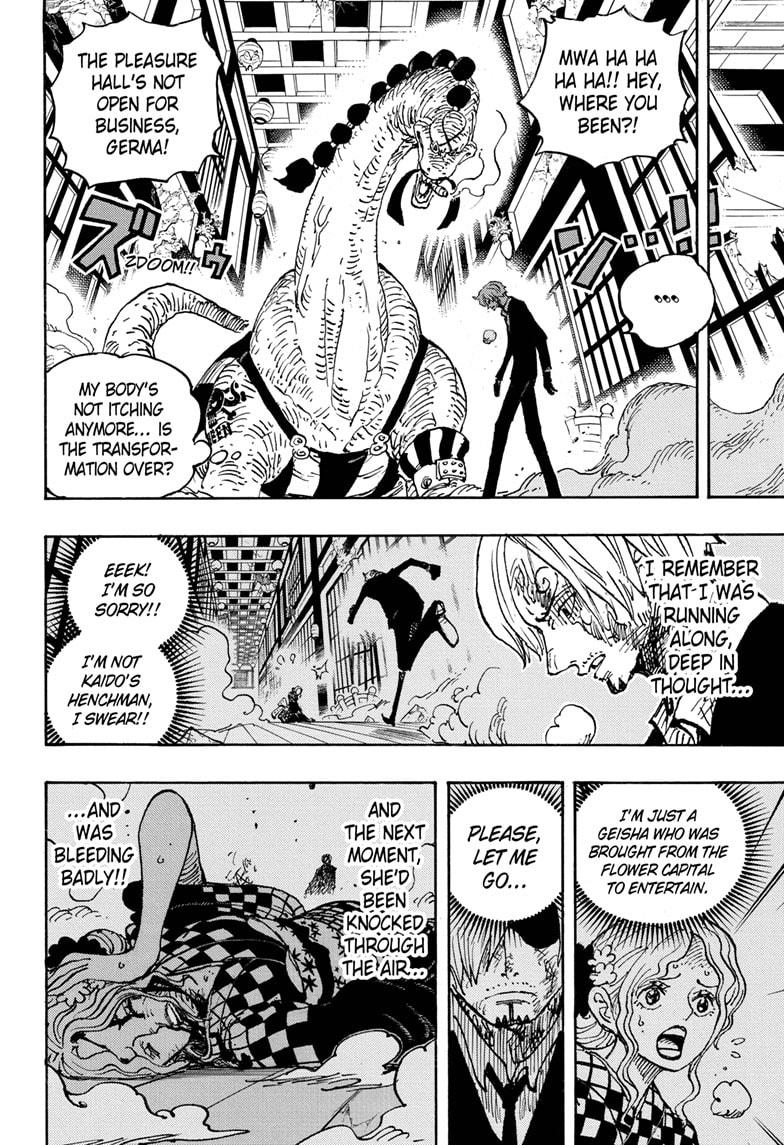 MWA HA HA
HA HA!! HEY,
WHERE YOU
BEEN?!
THE PLEASURE
HALL'S NOT
OPEN FOR
BUSINESS,
GERMA!
ズズゥ
ZDOOM!!
ン...!!
...
MY BODY'S
NOT ITCHING
ANYMORE... IS
THE TRANSFOR-
MATION OVER?
I REMEMBER
THAT I WAS
RUNNING
ALONG,
DEEP IN
THOUGHT...
EEEK!
I'M SO
SORRY!!
I'M NOT
KAIDO'S
HENCHMAN,
I SWEAR!!
I'M JUST A
GEISHA WHO WAS
BROUGHT FROM THE
FLOWER CAPITAL
TO ENTERTAIN.
PLEASE,
LET ME
GO...
AND
THE NEXT
MOMENT,
SHE'D
BEEN
KNOCKED
THROUGH
THE AIR...
...AND
WAS
BLEEDING
BADLY!!